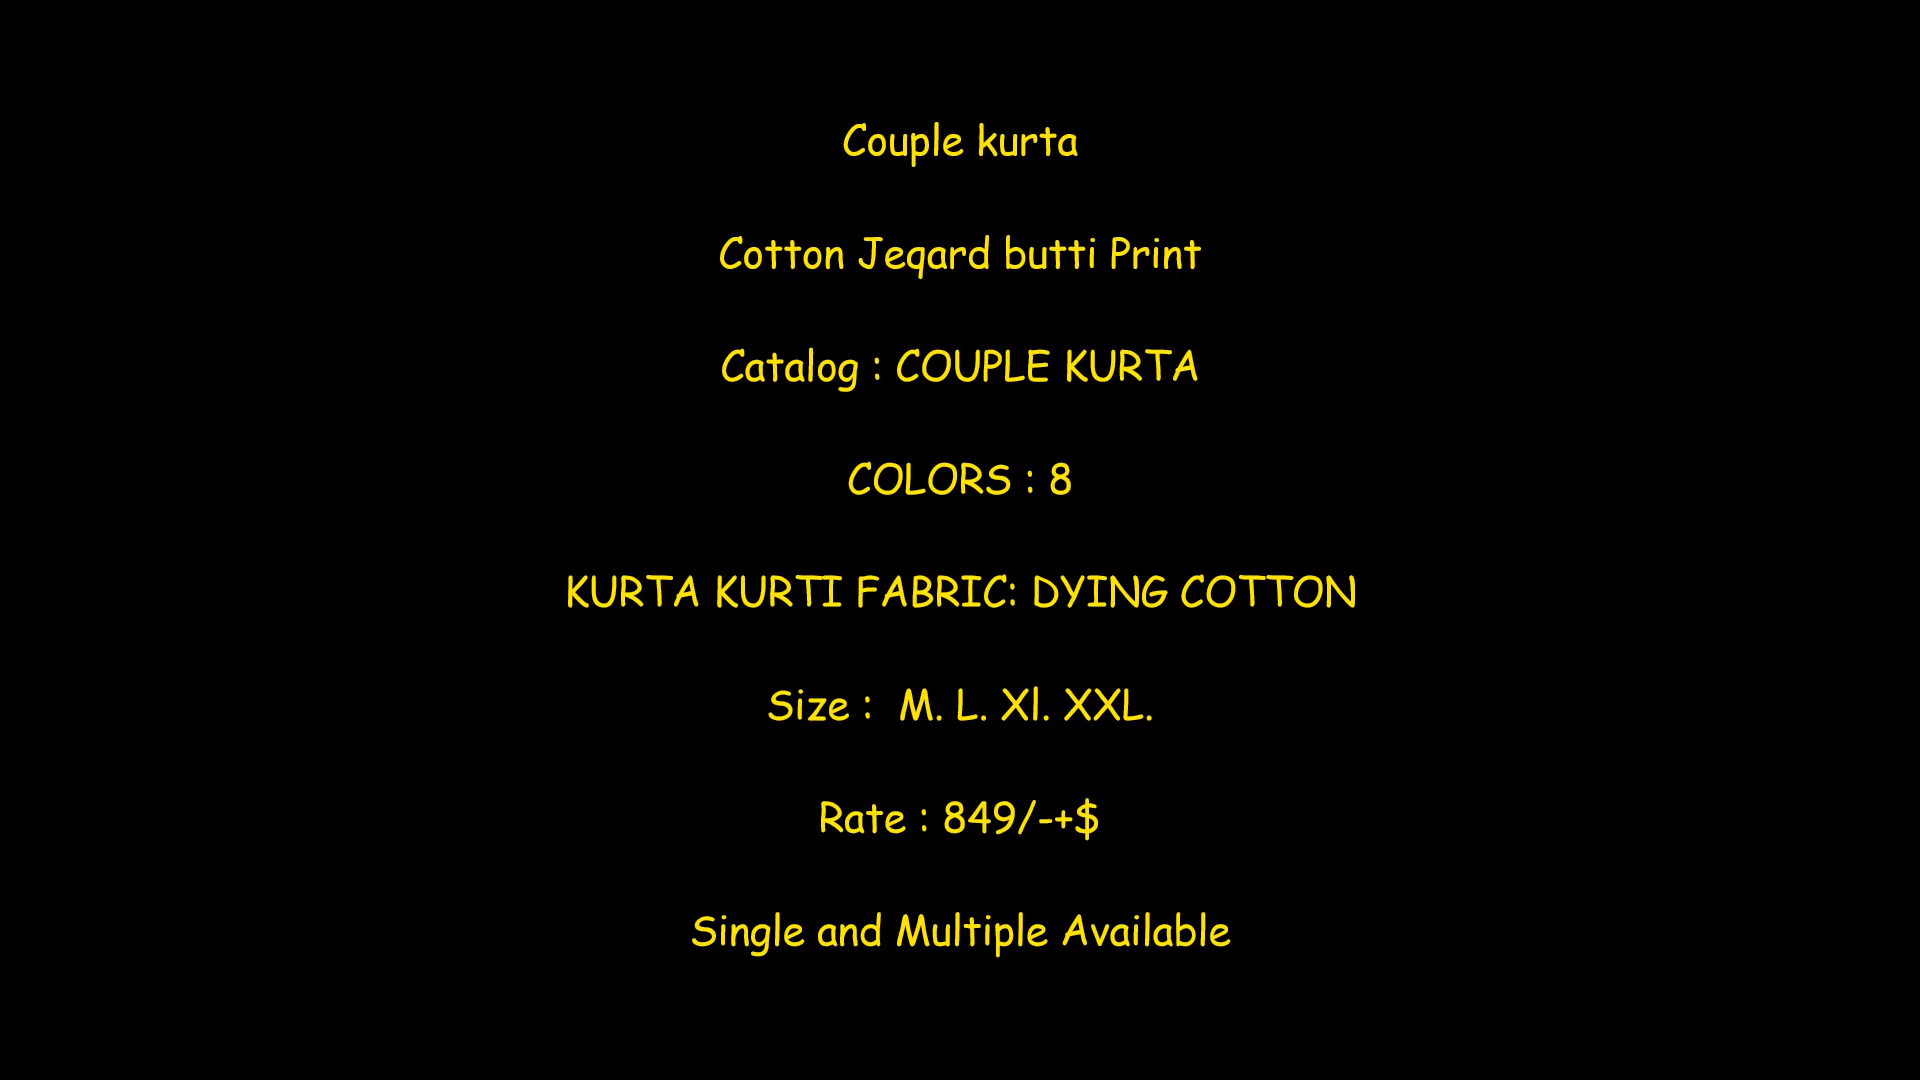 Couple kurta
Cotton Jeqard butti Print
Catalog : COUPLE KURTA
COLORS : 8
KURTA KURTI FABRIC: DYING COTTON
Size :  M. L. Xl. XXL.
Rate : 849/-+$
Single and Multiple Available